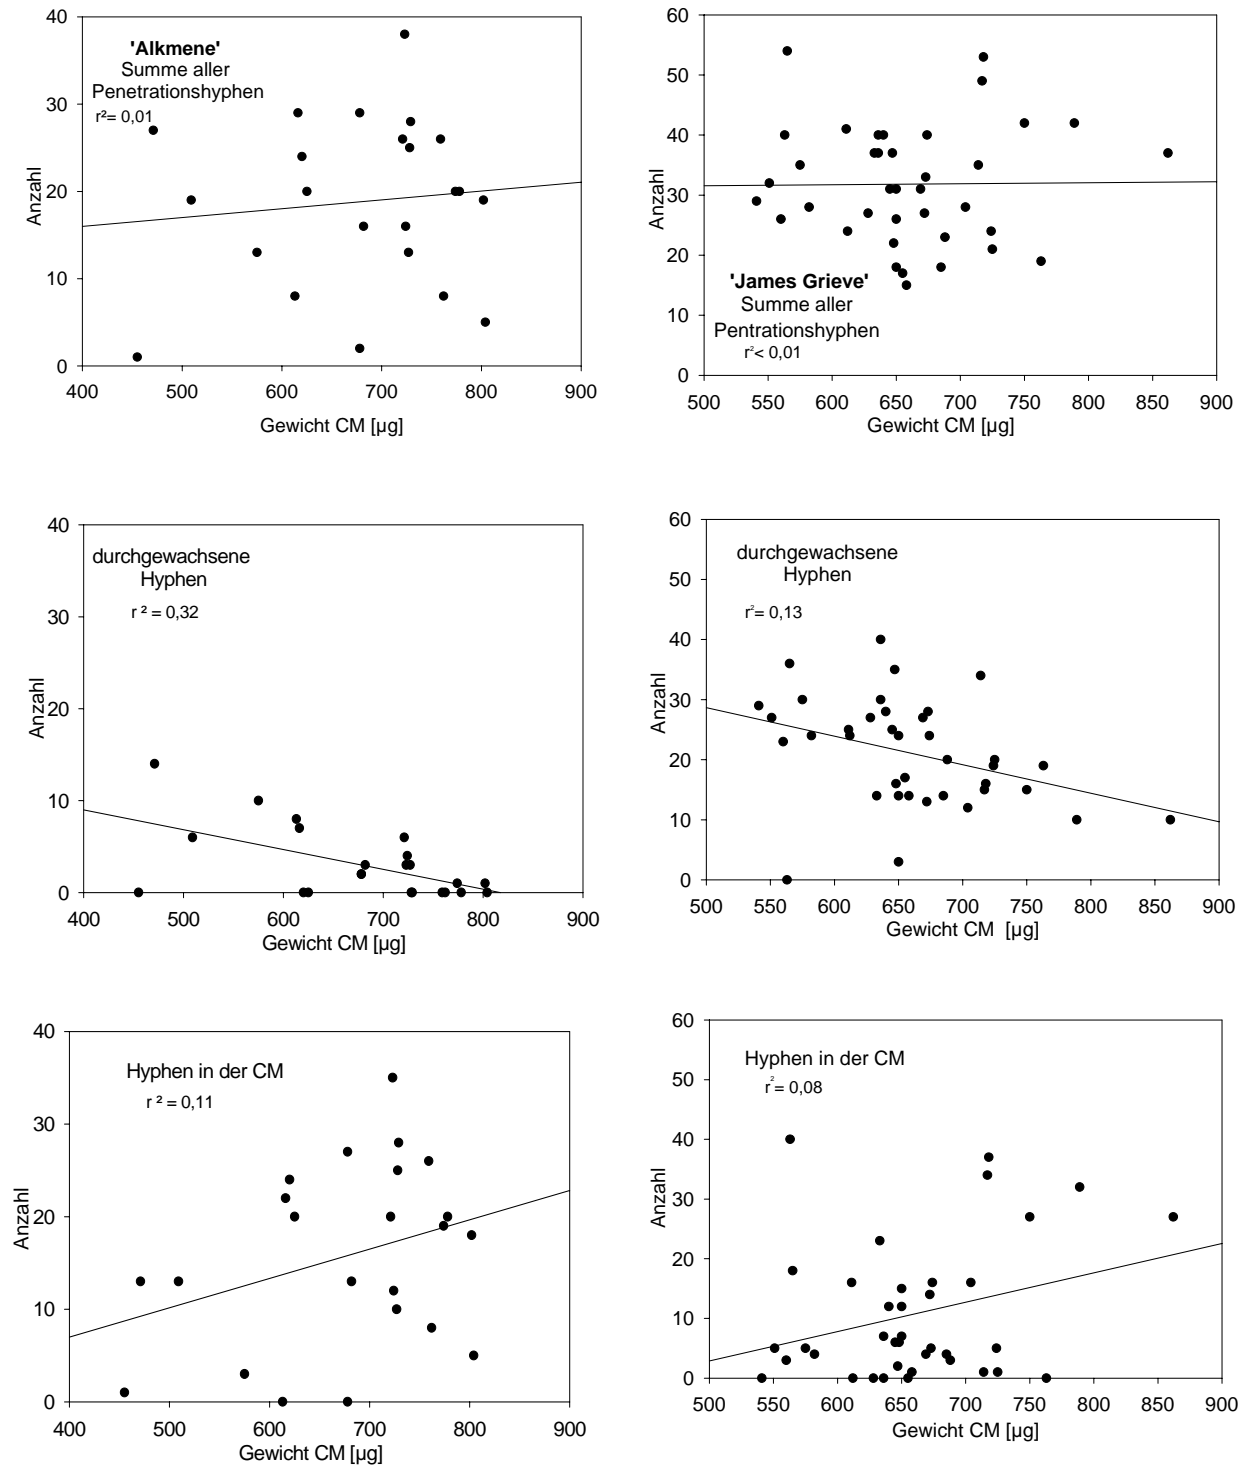 40
30
20
10
0
Anzahl
'Alkmene'
Summe aller
Penetrationshyphen
r²= 0,01
400 500 600 700 800 900
Gewicht CM [µg]
60
50
40
30
20
10
0
Anzahl
'James Grieve'
Summe aller
Pentrationshyphen
r²< 0,01
500 550 600 650 700 750 800 850 900
Gewicht CM [µg]
40
30
20
10
0
Anzahl
durchgewachsene
Hyphen
r ² = 0,32
400 500 600 700 800 900
Gewicht CM [µg]
60
50
40
30
20
10
0
Anzahl
durchgewachsene
Hyphen
r²= 0,13
500 550 600 650 700 750 800 850 900
Gewicht CM [µg]
40
30
20
10
0
Anzahl
Hyphen in der CM
r ² = 0,11
400 500 600 700 800 900
Gewicht CM [µg]
60
50
40
30
20
10
0
Anzahl
Hyphen in der CM
r²= 0,08
500 550 600 650 700 750 800 850 900
Gewicht CM [µg]